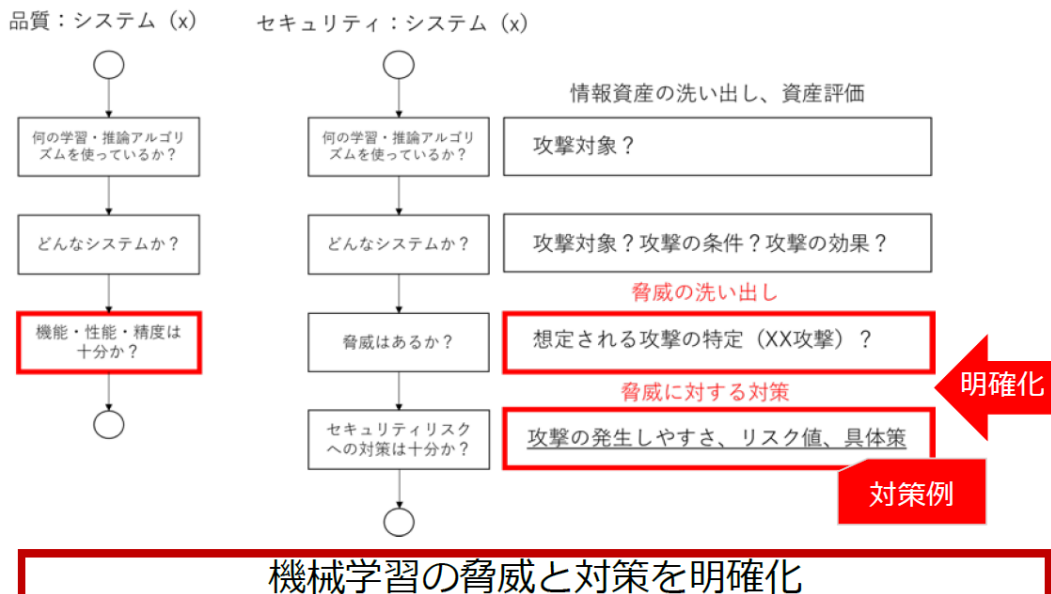 品質：システム（x）
何の学習・推論アルゴリ
ズムを使っているか？
どんなシステムか？
機能・性能・精度は
十分か？
セキュリティ：システム（x）
何の学習・推論アルゴリ
ズムを使っているか？
どんなシステムか？
脅威はあるか？
セキュリティリスク
への対策は十分か？
情報資産の洗い出し、資産評価
攻撃対象？
攻撃対象？攻撃の条件？攻撃の効果？
脅威の洗い出し
想定される攻撃の特定（XX攻撃）？
脅威に対する対策
攻撃の発生しやすさ、リスク値、具体策
明確化
対策例
機械学習の脅威と対策を明確化